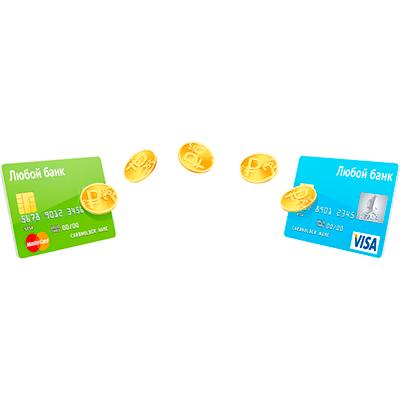 Любой банк
5678 9012 3456
5678
00/00
CARDHOLDER NAME
MasterCard
Любой банк
8901 2345
00/00
CARDHOLDER NAME
VISA